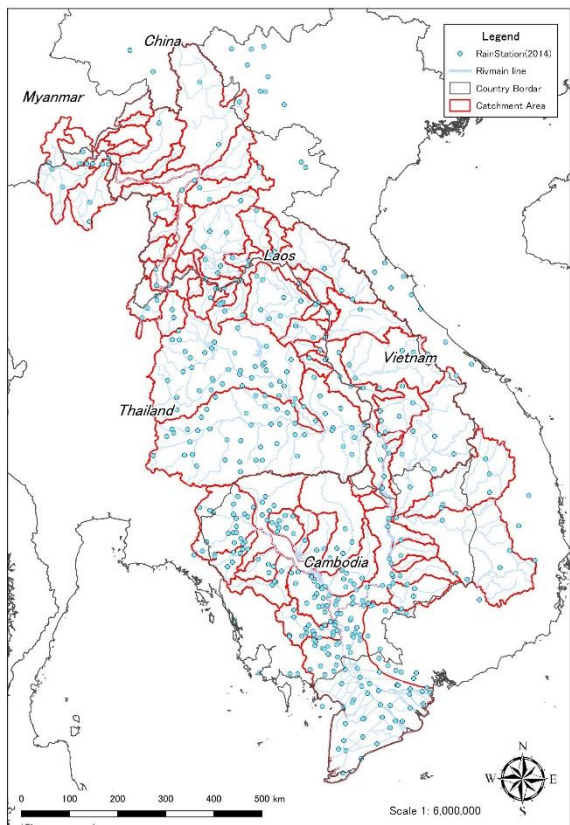 China
Legend
RainStation(2014)
Rivmain line
Country Bordar
Catchment Area
Myanmar
Laos
Vietnam
Thailand
Cambodia
N
W
E
S
0 100 200 300 400 500 km
Scale 1: 6,000,000